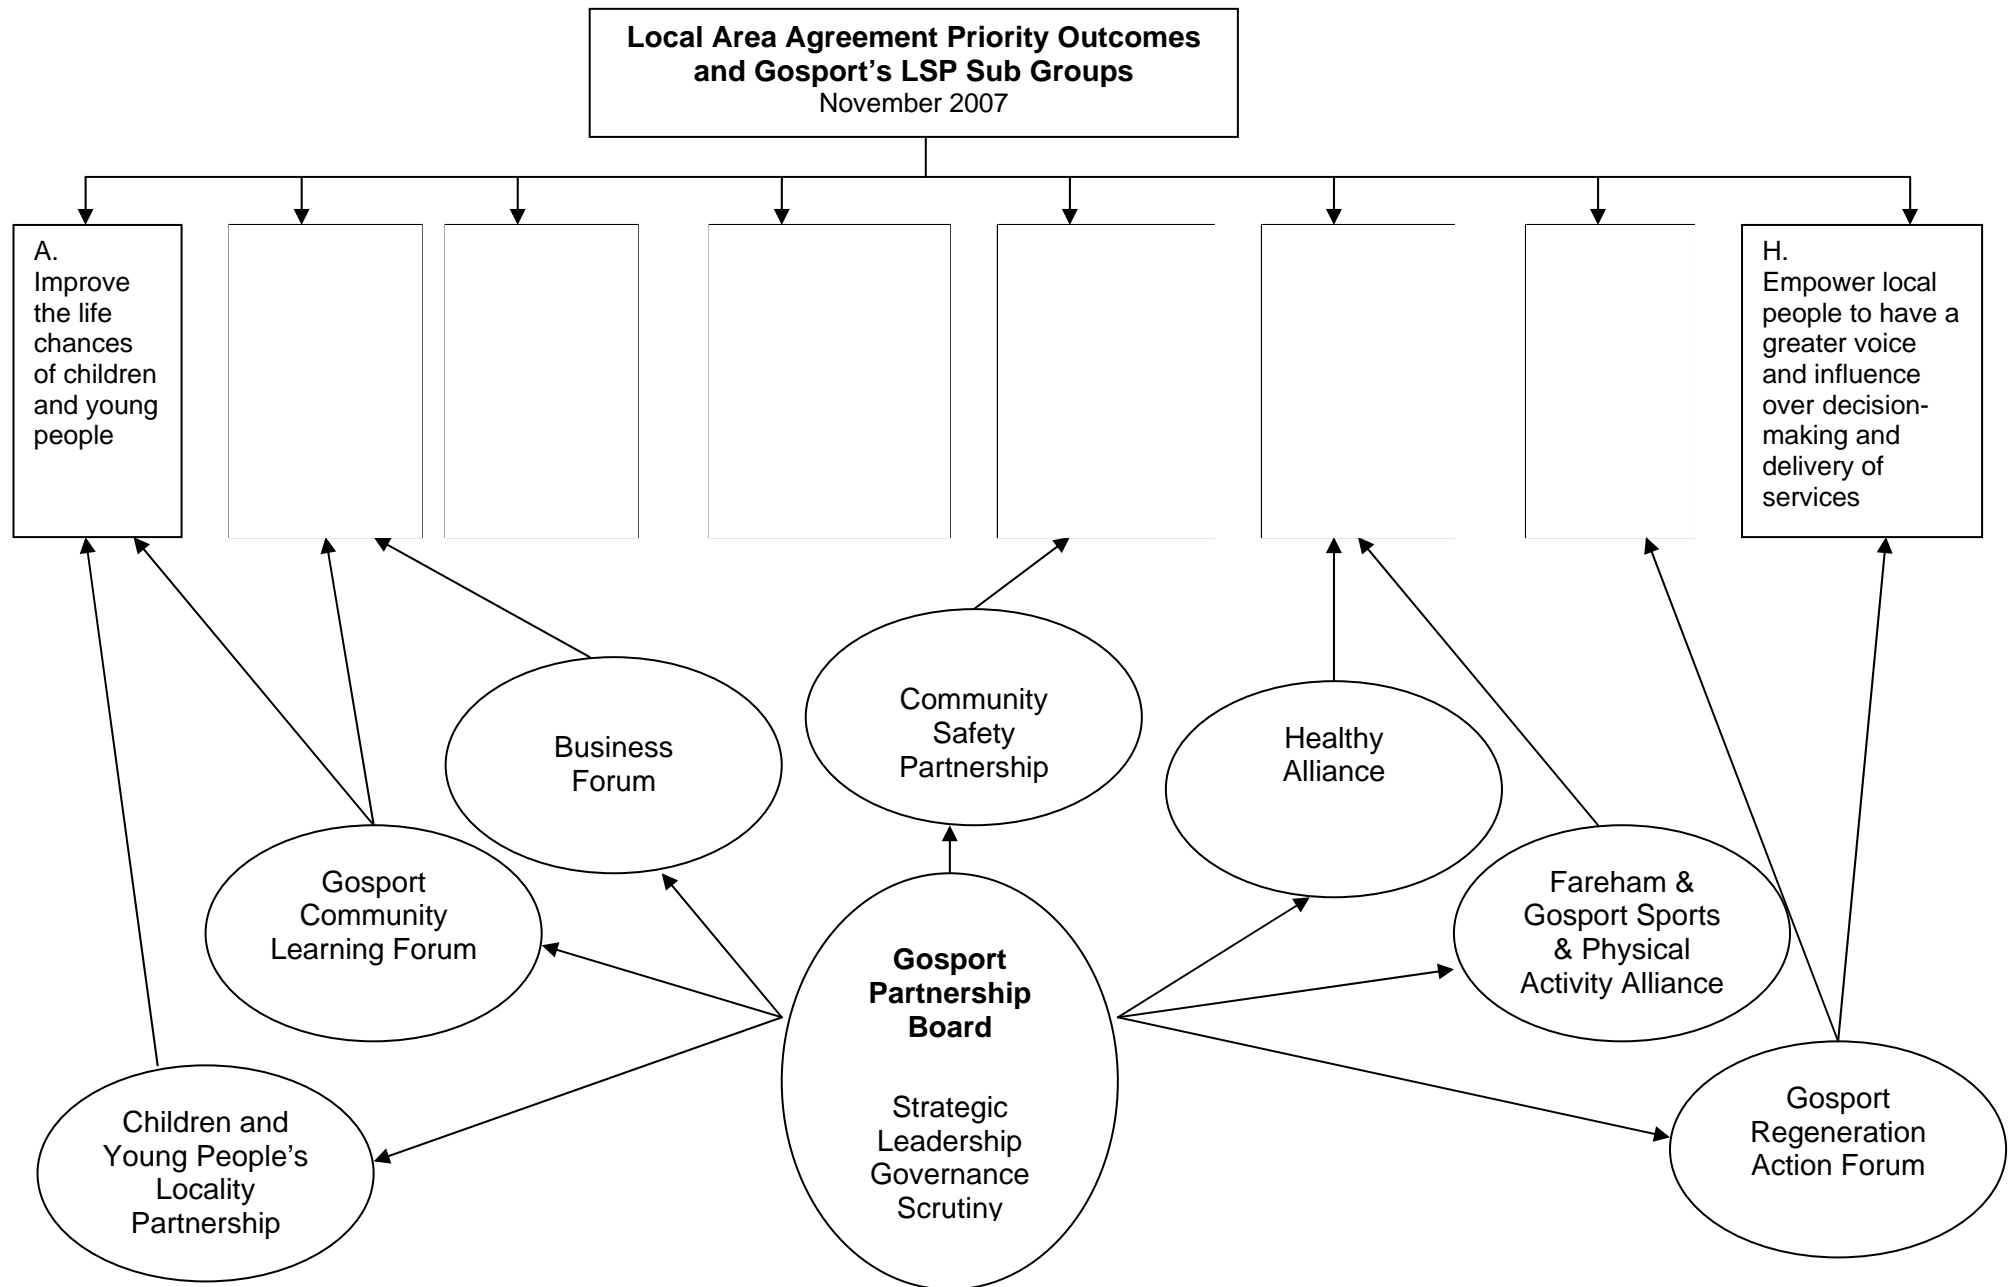 Local Area Agreement Priority Outcomes
and Gosport’s LSP Sub Groups
November 2007
A.
Improve
the life
chances
of children
and young
people
H.
Empower local
people to have a
greater voice
and influence
over decision-
making and
delivery of
services
Community
Safety
Partnership
Business
Forum
Healthy
Alliance
Gosport
Community
Learning Forum
Fareham &
Gosport Sports
& Physical
Activity Alliance
Gosport
Partnership
Board
Strategic
Leadership
Governance
Scrutiny
Children and
Young People’s
Locality
Partnership
Gosport
Regeneration
Action Forum